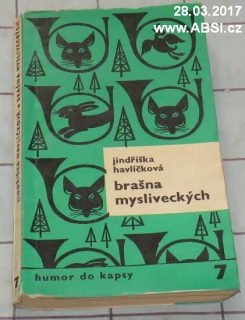 28.03.2017
www.ABSI.cz
jindřiška
havlíčková
brašna
mysliveckých
humor do kapsy
7